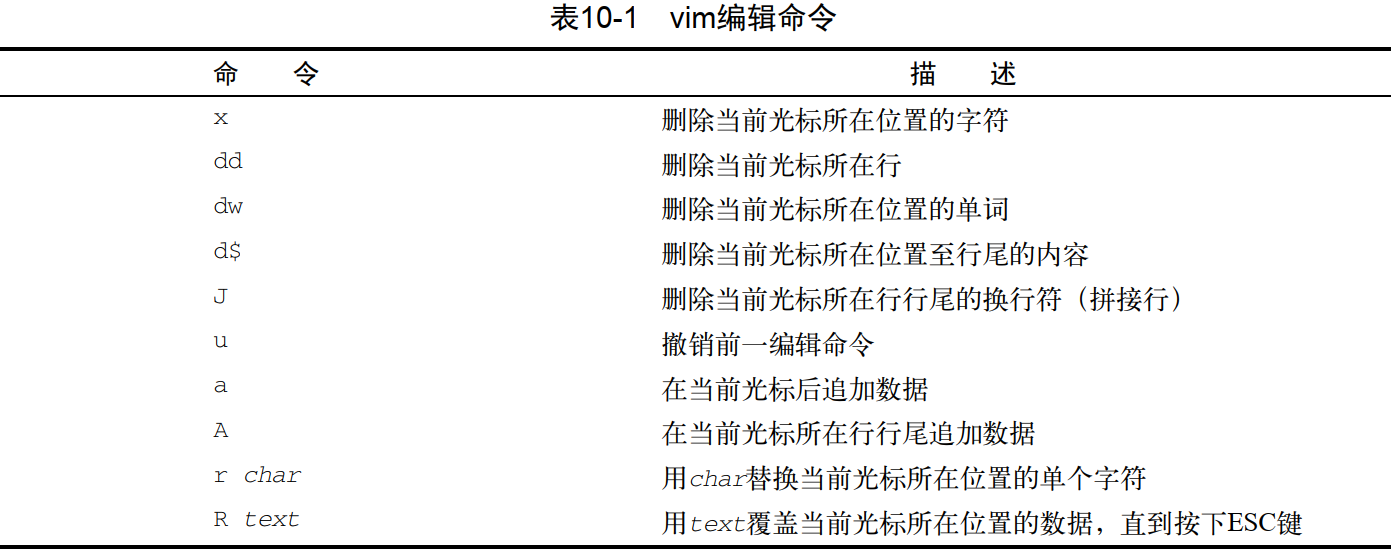 表10-1 vim编辑命令
命 令 描 述
x 删除当前光标所在位置的字符
dd 删除当前光标所在行
dw 删除当前光标所在位置的单词
d$ 删除当前光标所在位置至行尾的内容
J 删除当前光标所在行行尾的换行符（拼接行）
u 撤销前一编辑命令
a 在当前光标后追加数据
A 在当前光标所在行行尾追加数据
r char 用char替换当前光标所在位置的单个字符
R text 用text覆盖当前光标所在位置的数据，直到按下ESC键